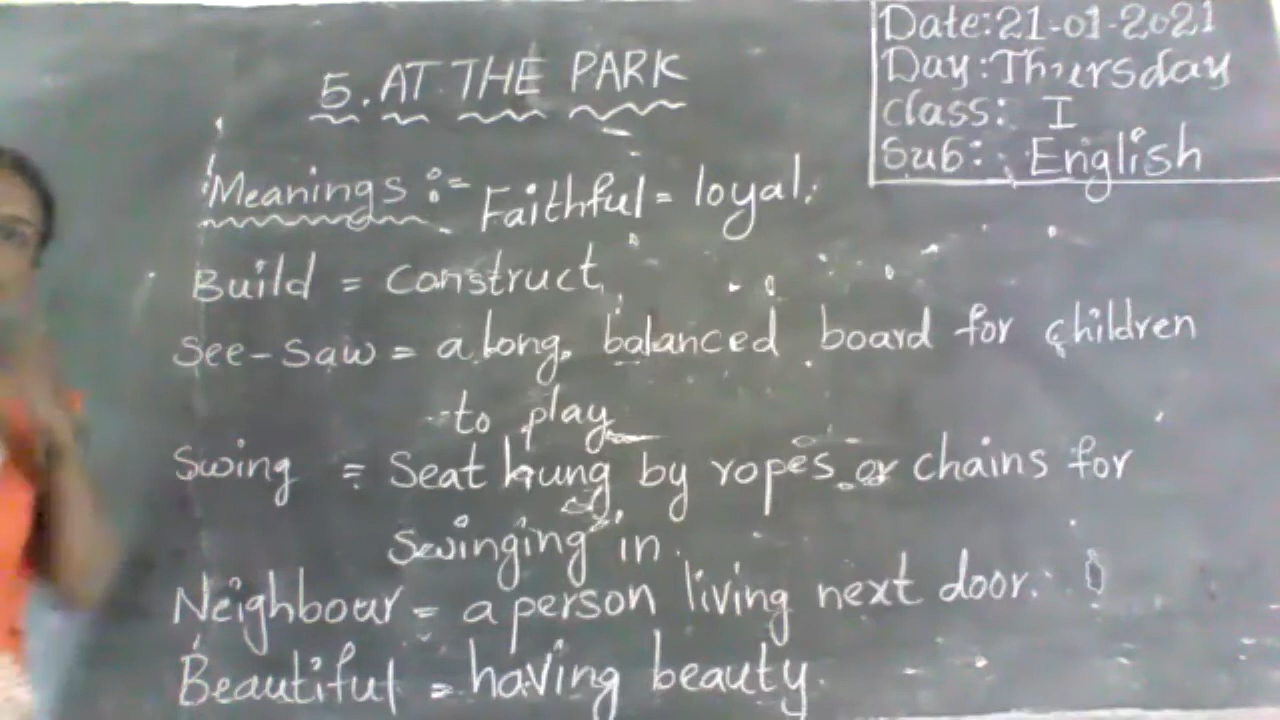 Date:21-01-2021
Day:Thursday
Class: I
Sub: English
5. AT THE PARK
Meanings := Faithful = loyal.
Build = Construct
See-Saw = a long, balanced board for children
to play
Swing = Seat hung by ropes or chains for
Swinging in.
Neighbour = a person living next door.
Beautiful = having beauty.